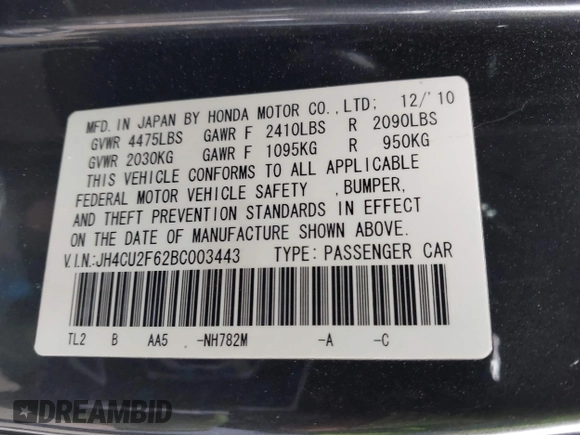 MFD. IN JAPAN BY HONDA MOTOR CO., LTD; 12/'10
GVWR 4475LBS GAWR F 2410LBS R 2090LBS
GVWR 2030KG GAWR F 1095KG R 950KG
THIS VEHICLE CONFORMS TO ALL APPLICABLE
FEDERAL MOTOR VEHICLE SAFETY ,BUMPER,
AND THEFT PREVENTION STANDARDS IN EFFECT
ON THE DATE OF MANUFACTURE SHOWN ABOVE.
V.I.N.:JH4CU2F62BC003443 TYPE: PASSENGER CAR
TL2 B AA5 -NH782M -A -C
DREAMBID